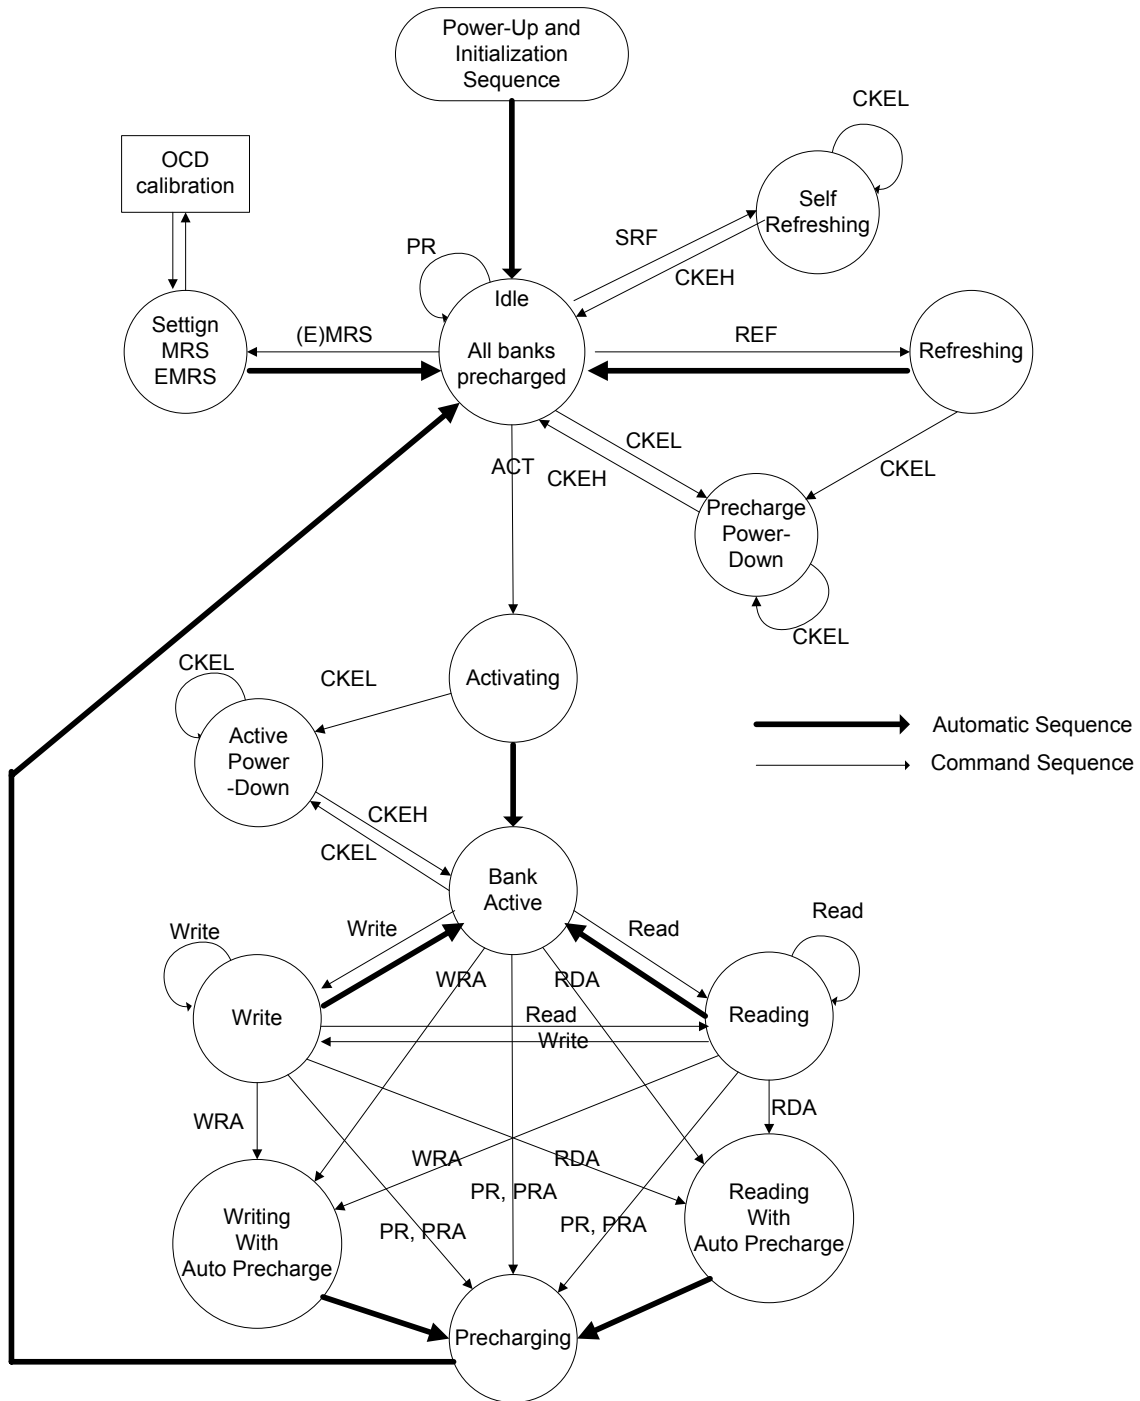 Power-Up and
Initialization
Sequence
CKEL
OCD
calibration
Self
Refreshing
SRF
PR
CKEH
Idle
Settign
MRS
EMRS
(E)MRS
All banks
precharged
REF
Refreshing
CKEL
ACT
CKEH
CKEL
Precharge
Power-
Down
CKEL
CKEL
CKEL
Activating
Active
Power
-Down
Automatic Sequence
Command Sequence
CKEH
CKEL
Bank
Active
Write
Write
Read
Read
WRA
RDA
Write
Read
Write
Reading
WRA
RDA
WRA
RDA
PR, PRA
Reading
With
Auto Precharge
Writing
With
Auto Precharge
PR, PRA
PR, PRA
Precharging